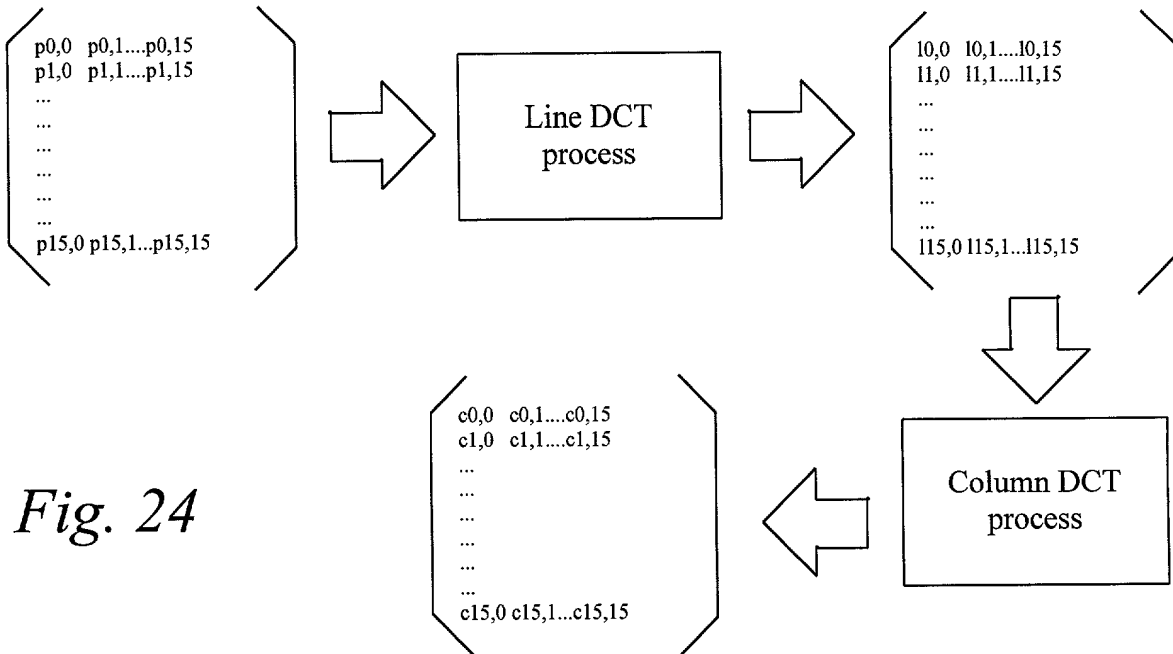 p0,0 p0,1....p0,15
p1,0 p1,1....p1,15
...
...
...
...
...
...
p15,0 p15,1...p15,15
Line DCT
process
l0,0 l0,1....l0,15
l1,0 l1,1....l1,15
...
...
...
...
...
...
l15,0 l15,1...l15,15
Column DCT
process
c0,0 c0,1....c0,15
c1,0 c1,1....c1,15
...
...
...
...
...
...
c15,0 c15,1...c15,15
Fig. 24